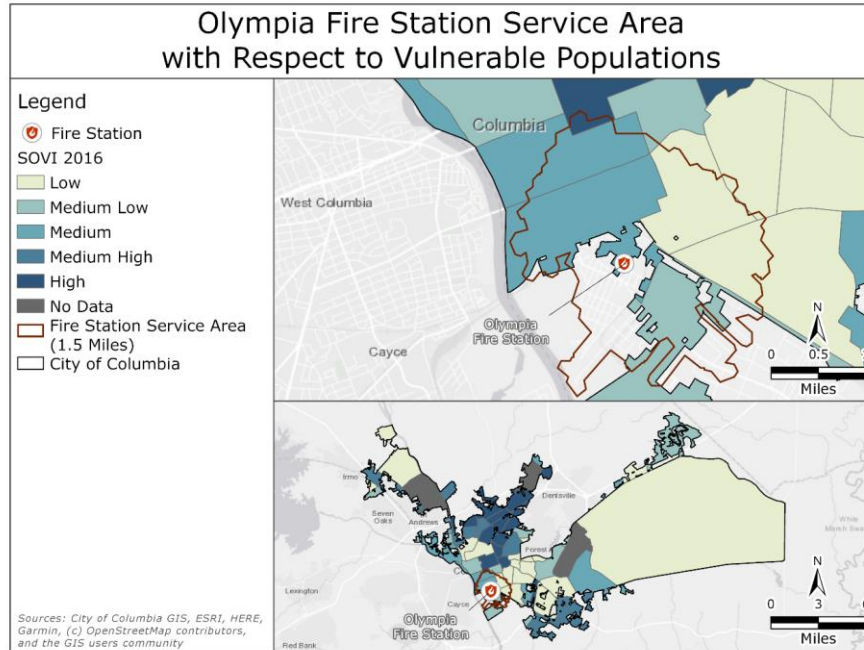 Olympia Fire Station Service Area
with Respect to Vulnerable Populations
Legend
Fire Station
SOVI 2016
Low
Medium Low
Medium
Medium High
High
No Data
Fire Station Service Area
(1.5 Miles)
City of Columbia
Sources: City of Columbia GIS, ESRI, HERE,
Garmin, (c) OpenStreetMap contributors,
and the GIS users community
Columbia
West Columbia
Olympia
Fire Station
Cayce
N
0 0.5
Miles
Irmo
Seven
Oaks
Andrews
Dentsville
Forest
White
Marsh
Lexington
Cayce
Olympia
Fire Station
Red Bank
N
0 3 6
Miles